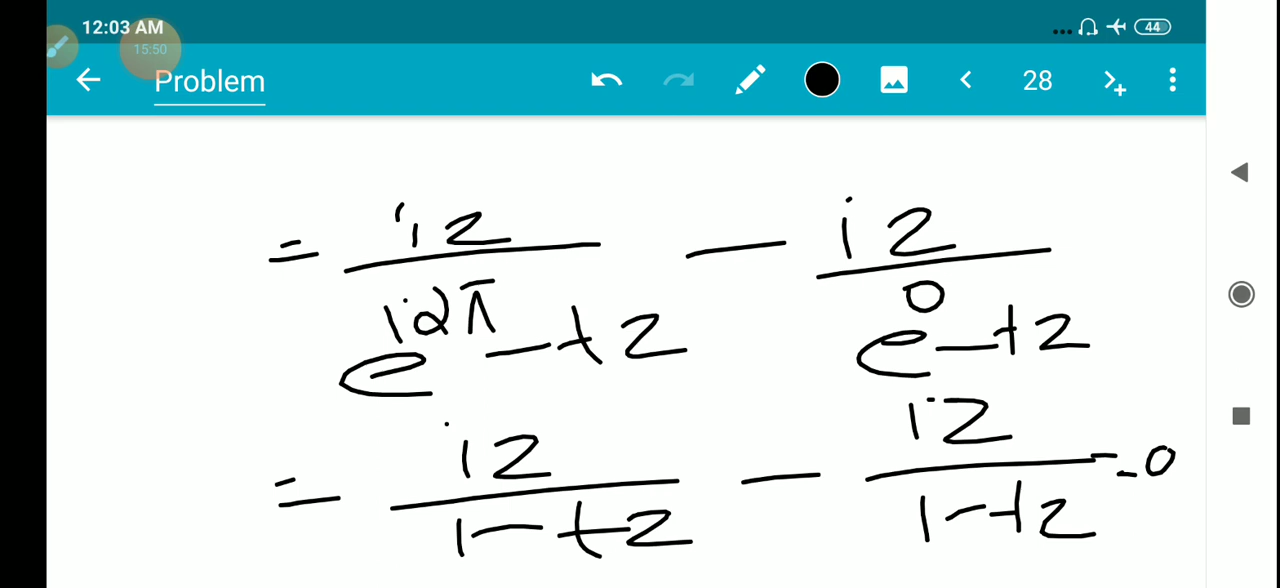 12:03 AM
44
15:50
Problem
28
= iz / (e^{i2π} - tz) - iz / (e^0 - tz)
= iz / (1 - tz) - iz / (1 - tz) = 0